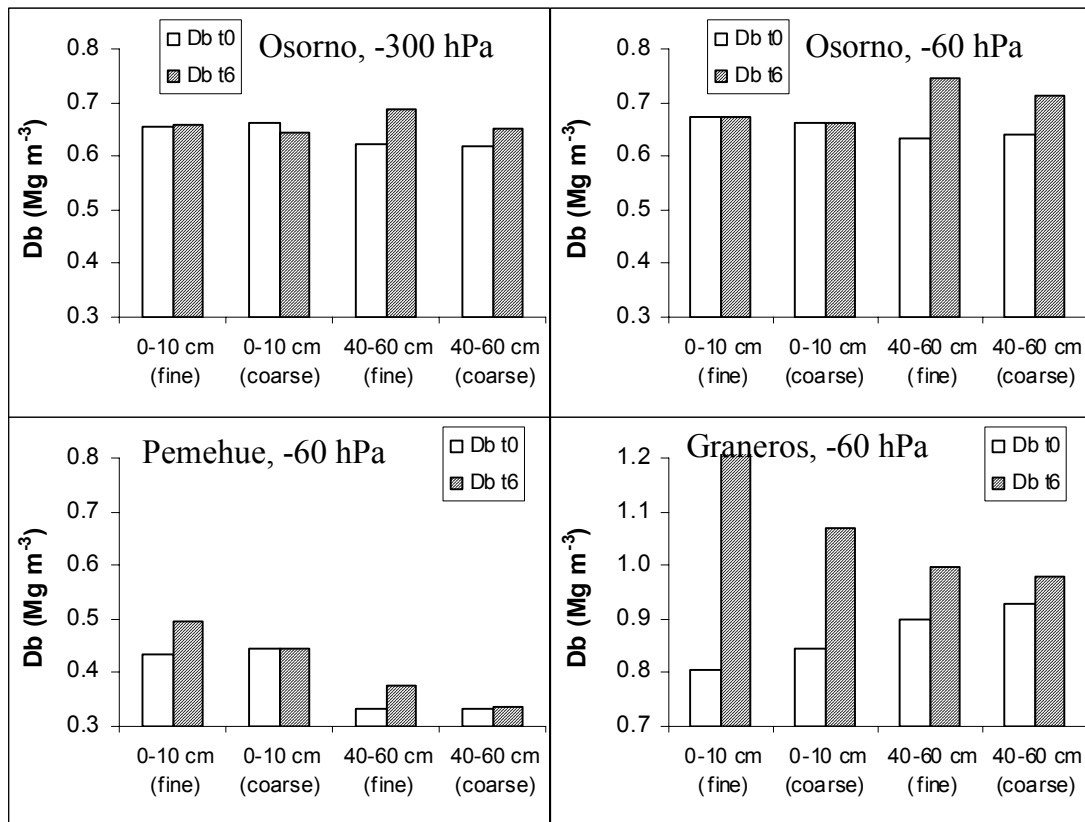 Osorno, -300 hPa
Db t0
Db t6
Db (Mg m-3)
0.8
0.7
0.6
0.5
0.4
0.3
0-10 cm (fine)
0-10 cm (coarse)
40-60 cm (fine)
40-60 cm (coarse)
Osorno, -60 hPa
Db t0
Db t6
Db (Mg m-3)
0.8
0.7
0.6
0.5
0.4
0.3
0-10 cm (fine)
0-10 cm (coarse)
40-60 cm (fine)
40-60 cm (coarse)
Pemehue, -60 hPa
Db t0
Db t6
Db (Mg m-3)
0.8
0.7
0.6
0.5
0.4
0.3
0-10 cm (fine)
0-10 cm (coarse)
40-60 cm (fine)
40-60 cm (coarse)
Graneros, -60 hPa
Db t0
Db t6
Db (Mg m-3)
1.2
1.1
1.0
0.9
0.8
0.7
0-10 cm (fine)
0-10 cm (coarse)
40-60 cm (fine)
40-60 cm (coarse)